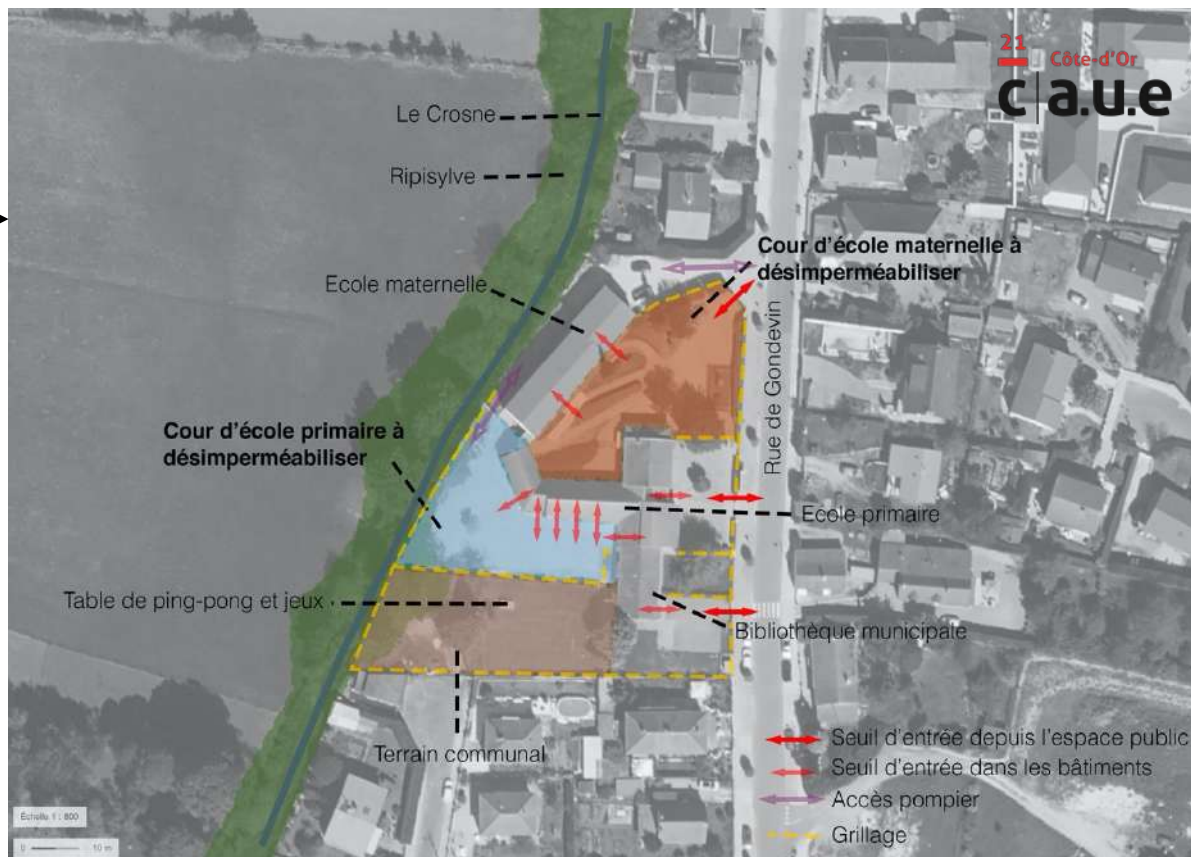 21
Côte-d'Or
c|a.u.e
Le Crosne
Ripisylve
Cour d'école maternelle à
désimperméabiliser
Ecole maternelle
Rue de Gondevin
Cour d'école primaire à
désimperméabiliser
Ecole primaire
Table de ping-pong et jeux
Bibliothèque municipale
Terrain communal
Seuil d'entrée depuis l'espace public
Seuil d'entrée dans les bâtiments
Accès pompier
Grillage
Échelle 1 : 800
0 10 m